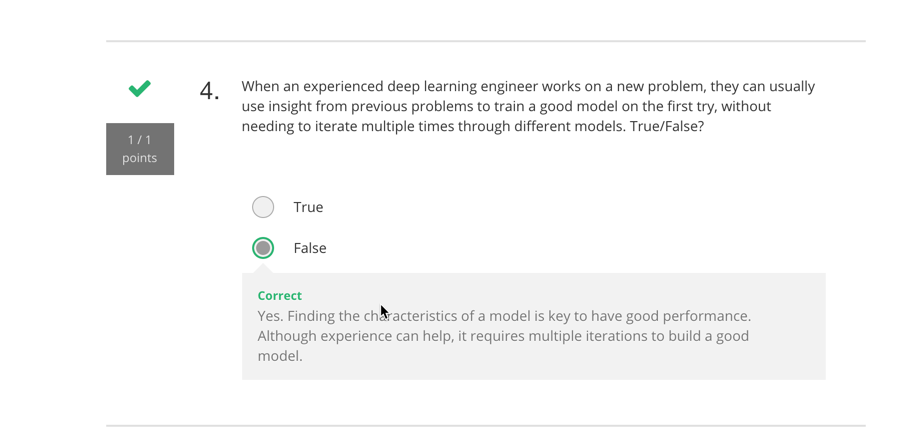 4. When an experienced deep learning engineer works on a new problem, they can usually
use insight from previous problems to train a good model on the first try, without
needing to iterate multiple times through different models. True/False?
1 / 1
points
True
False
Correct
Yes. Finding the characteristics of a model is key to have good performance.
Although experience can help, it requires multiple iterations to build a good
model.